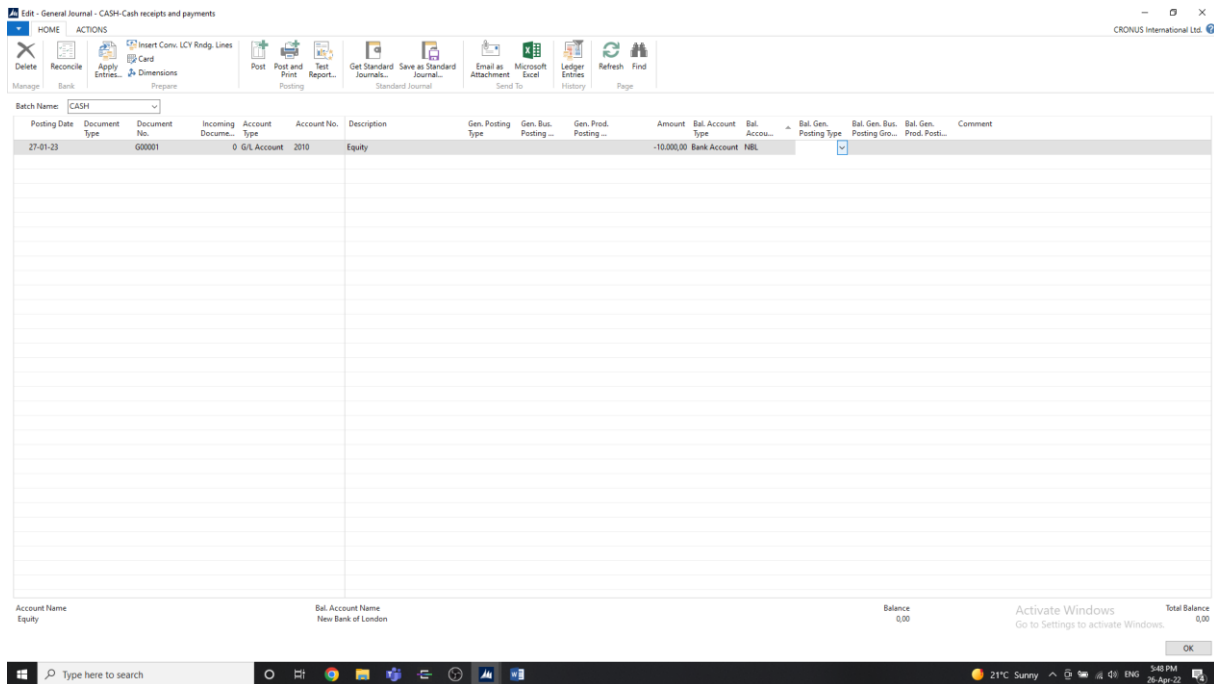 Edit - General Journal - CASH-Cash receipts and payments
HOME ACTIONS
CRONUS International Ltd.
Delete Reconcile Apply Entries... Insert Conv. LCY Rndg. Lines Card Dimensions Post Post and Print Test Report... Get Standard Journals... Save as Standard Journal... Email as Attachment Microsoft Excel Ledger Entries Refresh Find
Manage Bank Prepare Posting Standard Journal Send To History Page
Batch Name: CASH
Posting Date Document Type Document No. Incoming Docume... Account Type Account No. Description Gen. Posting Type Gen. Bus. Posting ... Gen. Prod. Posting ... Amount Bal. Account Type Bal. Accou... Bal. Gen. Posting Type Bal. Gen. Bus. Posting Gro... Bal. Gen. Prod. Posti... Comment
27-01-23 G00001 0 G/L Account 2010 Equity -10.000,00 Bank Account NBL
Account Name Bal. Account Name Balance Total Balance
Equity New Bank of London 0,00 0,00
Activate Windows
Go to Settings to activate Windows.
OK
Type here to search
21°C Sunny ENG 5:48 PM
26-Apr-22